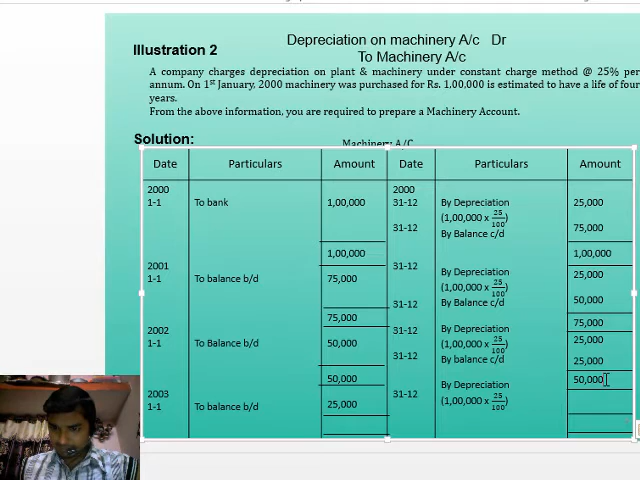 Depreciation on machinery A/c Dr
To Machinery A/c
Illustration 2
A company charges depreciation on plant & machinery under constant charge method @ 25% per
annum. On 1st January, 2000 machinery was purchased for Rs. 1,00,000 is estimated to have a life of four
years.
From the above information, you are required to prepare a Machinery Account.
Solution:
Machinery A/C
Date Particulars Amount Date Particulars Amount
2000 2000
1-1 To bank 1,00,000 31-12 By Depreciation 25,000
(1,00,000 x 25/100)
31-12 By Balance c/d 75,000
1,00,000 1,00,000
2001 31-12 By Depreciation 25,000
1-1 To balance b/d 75,000 (1,00,000 x 25/100)
31-12 By Balance c/d 50,000
75,000 75,000
2002 31-12 By Depreciation 25,000
1-1 To Balance b/d 50,000 (1,00,000 x 25/100)
31-12 By balance c/d 25,000
50,000 50,000
2003 31-12 By Depreciation
1-1 To balance b/d 25,000 (1,00,000 x 25/100)